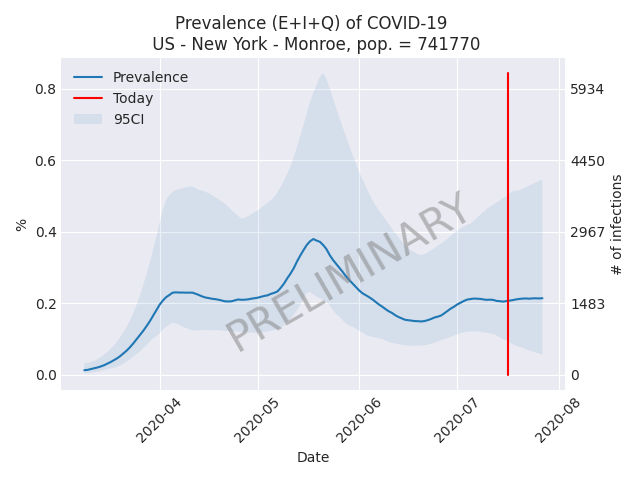 Prevalence (E+I+Q) of COVID-19
US - New York - Monroe, pop. = 741770
Prevalence
Today
95CI
PRELIMINARY
%
0.8
0.6
0.4
0.2
0.0
5934
4450
2967
1483
0
# of infections
2020-04
2020-05
2020-06
2020-07
2020-08
Date